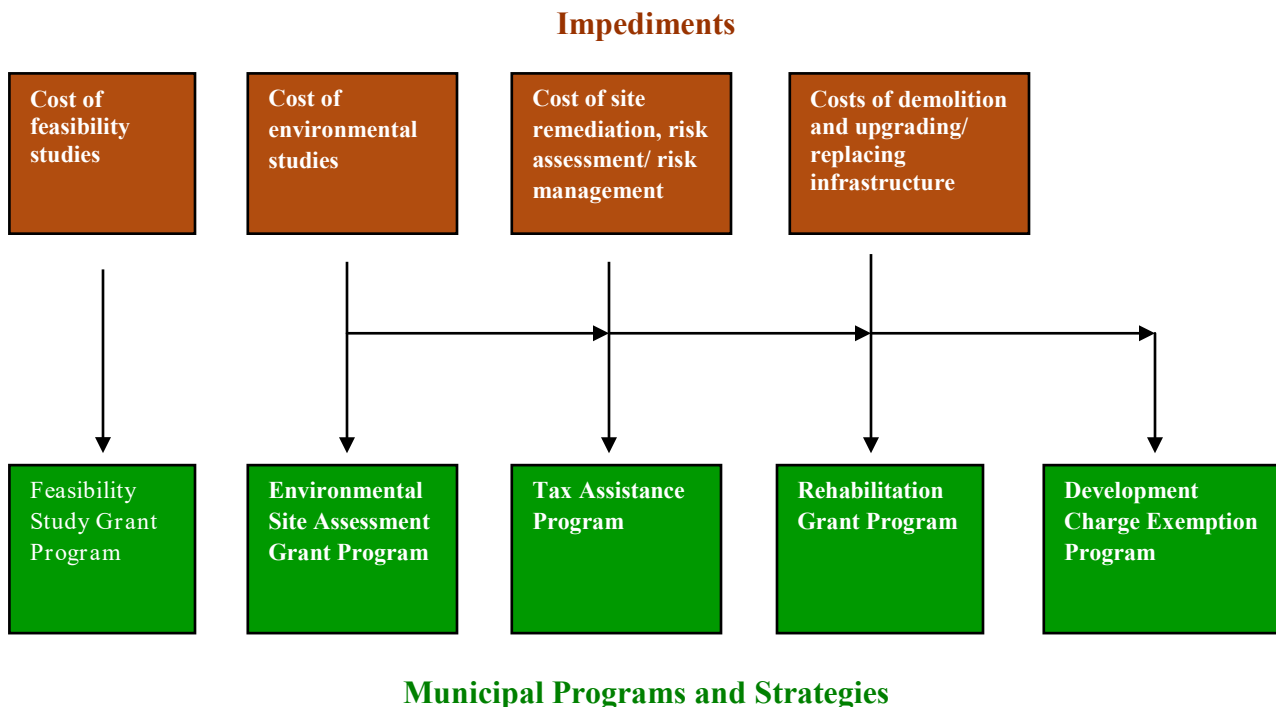 Impediments
Cost of
feasibility
studies
Cost of
environmental
studies
Cost of site
remediation, risk
assessment/ risk
management
Costs of demolition
and upgrading/
replacing
infrastructure
Feasibility
Study Grant
Program
Environmental
Site Assessment
Grant Program
Tax Assistance
Program
Rehabilitation
Grant Program
Development
Charge Exemption
Program
Municipal Programs and Strategies